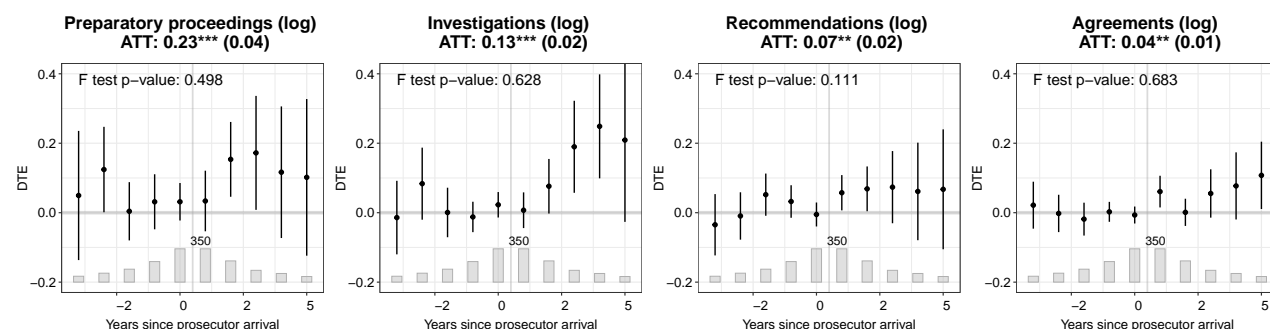 Preparatory proceedings (log)
ATT: 0.23*** (0.04)
F test p−value: 0.498
0.4
0.2
0.0
−0.2
DTE
350
−2 0 2 5
Years since prosecutor arrival
Investigations (log)
ATT: 0.13*** (0.02)
F test p−value: 0.628
0.4
0.2
0.0
−0.2
DTE
350
−2 0 2 5
Years since prosecutor arrival
Recommendations (log)
ATT: 0.07** (0.02)
F test p−value: 0.111
0.4
0.2
0.0
−0.2
DTE
350
−2 0 2 5
Years since prosecutor arrival
Agreements (log)
ATT: 0.04** (0.01)
F test p−value: 0.683
0.4
0.2
0.0
−0.2
DTE
350
−2 0 2 5
Years since prosecutor arrival